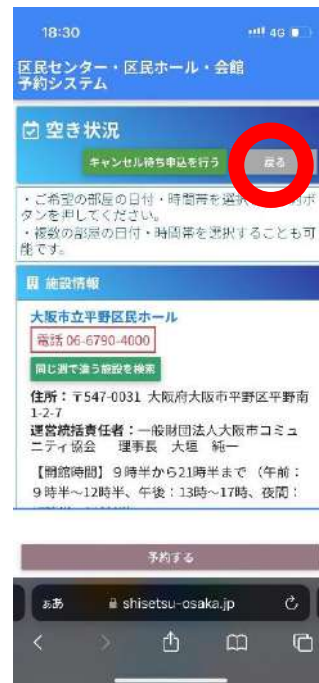 18:30
4G
区民センター・区民ホール・会館
予約システム
空き状況
キャンセル待ち申込を行う
戻る
・ご希望の部屋の日付・時間帯を選択
約ボ
タンを押してください。
・複数の部屋の日付・時間帯を選択することも可
能です。
施設情報
大阪市立平野区民ホール
電話 06-6790-4000
同じ週で違う施設を検索
住所：〒547-0031 大阪府大阪市平野区平野南
1-2-7
運営統括責任者：一般財団法人大阪市コミュ
ニティ協会 理事長 大垣 純一
【開館時間】９時半から21時半まで（午前：
９時半～12時半、午後：13時～17時、夜間：
予約する
ぁあ
shisetsu-osaka.jp